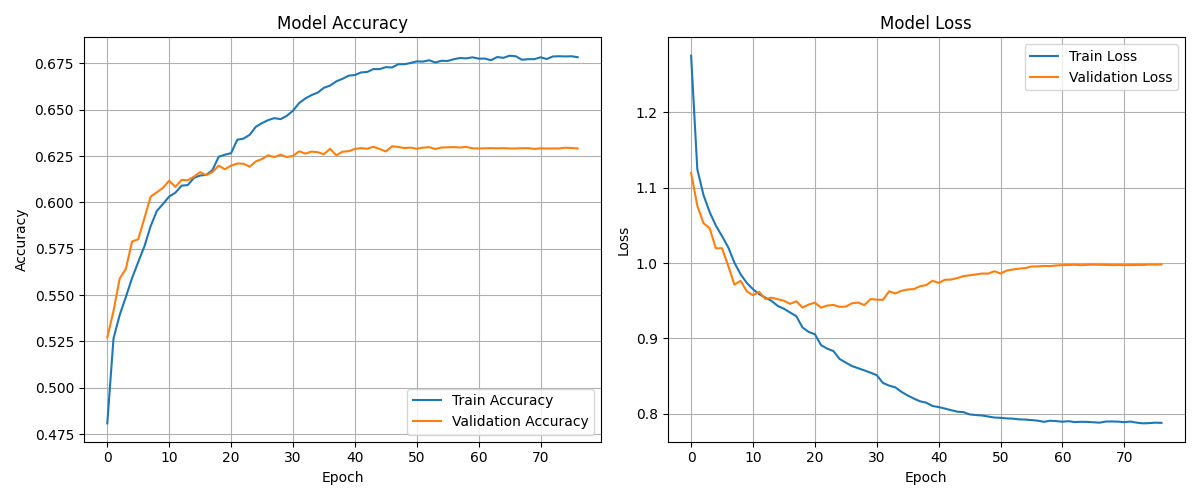 Model Accuracy
Accuracy
0.675
0.650
0.625
0.600
0.575
0.550
0.525
0.500
0.475
0 10 20 30 40 50 60 70
Epoch
Train Accuracy
Validation Accuracy
Model Loss
Loss
1.2
1.1
1.0
0.9
0.8
0 10 20 30 40 50 60 70
Epoch
Train Loss
Validation Loss